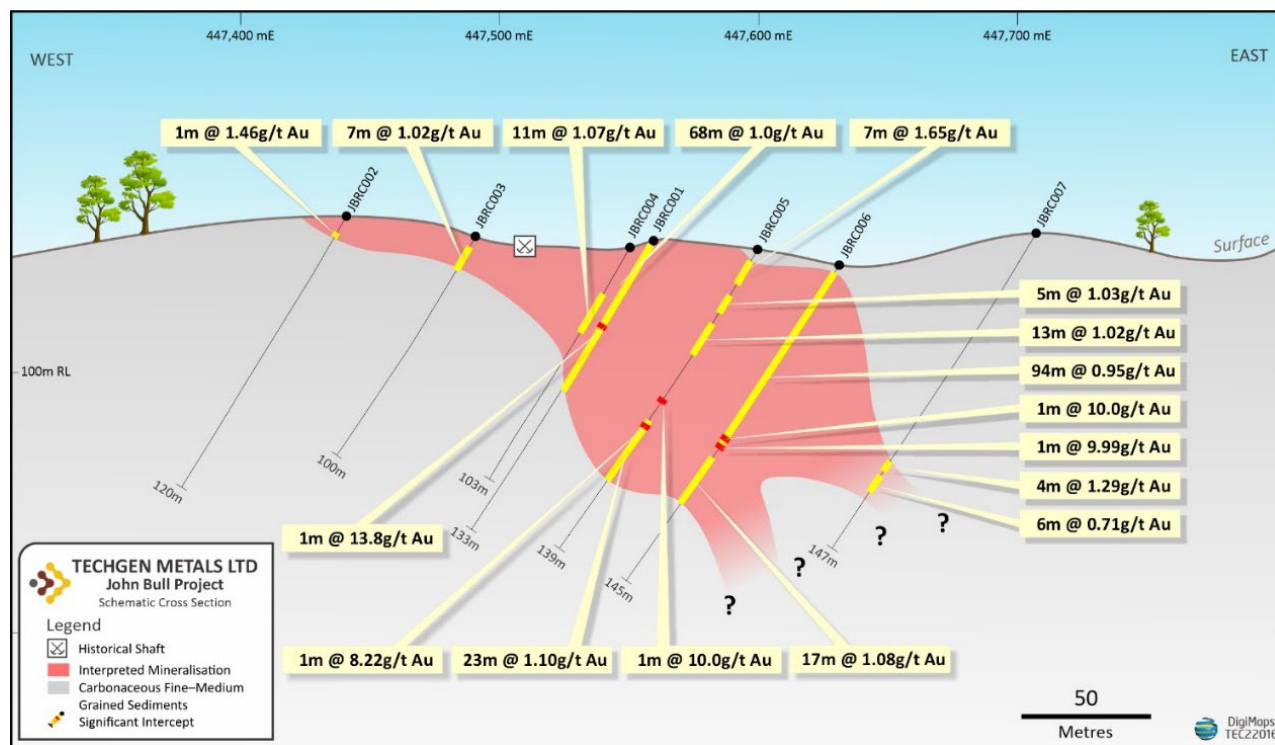 447,400 mE
447,500 mE
447,600 mE
447,700 mE
WEST
EAST
1m @ 1.46g/t Au
7m @ 1.02g/t Au
11m @ 1.07g/t Au
68m @ 1.0g/t Au
7m @ 1.65g/t Au
JBRC002
JBRC003
JBRC004
JBRC001
JBRC005
JBRC006
JBRC007
Surface
5m @ 1.03g/t Au
13m @ 1.02g/t Au
100m RL
94m @ 0.95g/t Au
1m @ 10.0g/t Au
1m @ 9.99g/t Au
4m @ 1.29g/t Au
6m @ 0.71g/t Au
120m
100m
103m
133m
139m
145m
147m
?
?
?
?
1m @ 13.8g/t Au
1m @ 8.22g/t Au
23m @ 1.10g/t Au
1m @ 10.0g/t Au
17m @ 1.08g/t Au
TECHGEN METALS LTD
John Bull Project
Schematic Cross Section
Legend
Historical Shaft
Interpreted Mineralisation
Carbonaceous Fine–Medium
Grained Sediments
Significant Intercept
50
Metres
DigiMaps
TEC22016